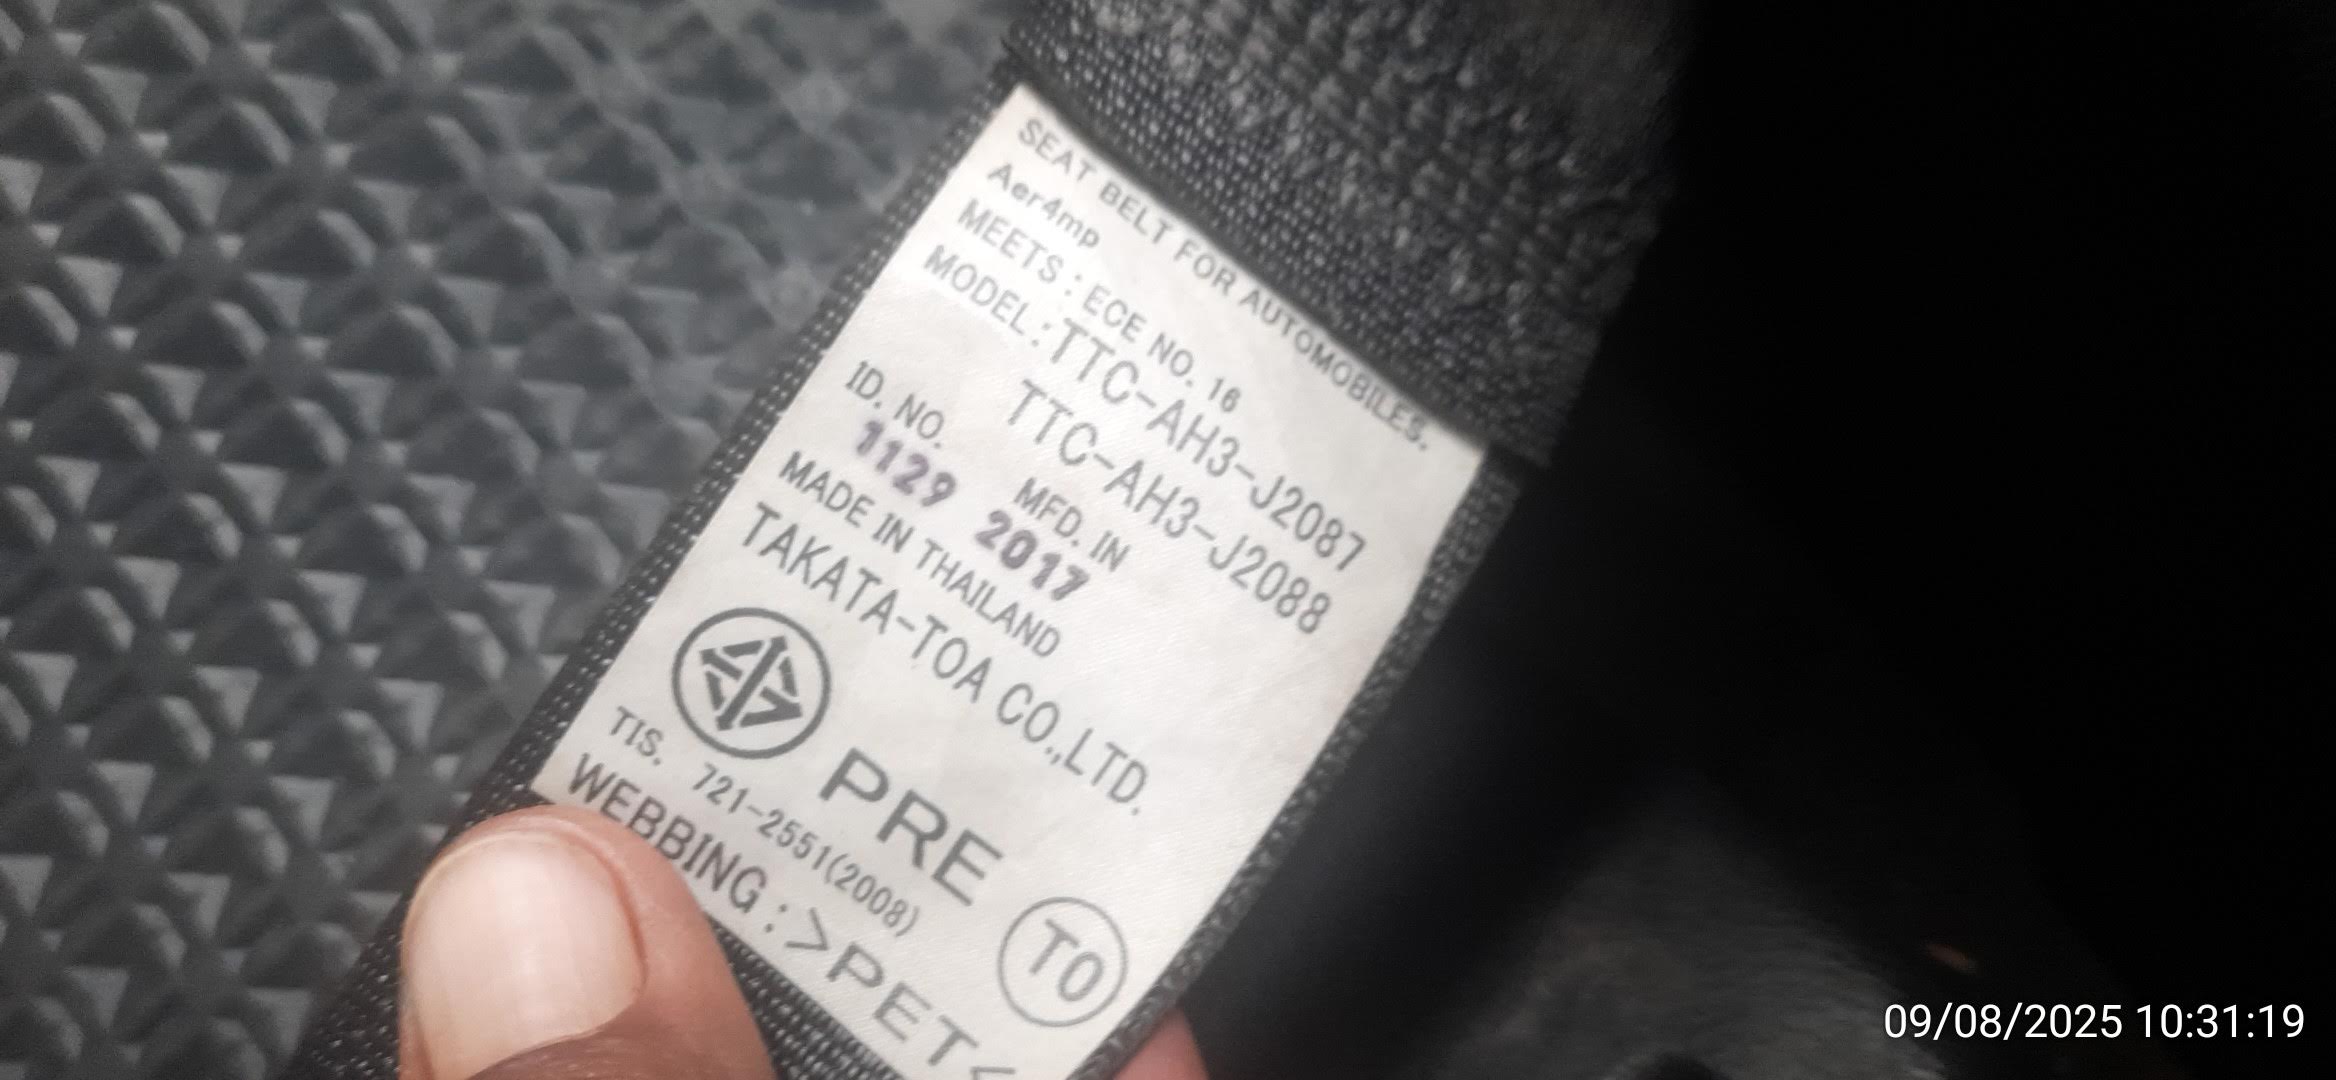 SEAT BELT FOR AUTOMOBILES.
Aer4mp
MEETS : ECE NO. 16
MODEL : TTC-AH3-J2087
TTC-AH3-J2088
ID. NO. MFD. IN
1129 2017
MADE IN THAILAND
TAKATA-TOA CO.,LTD.
PRE
TO
TIS. 721-2551(2008)
WEBBING : >PET<
09/08/2025 10:31:19